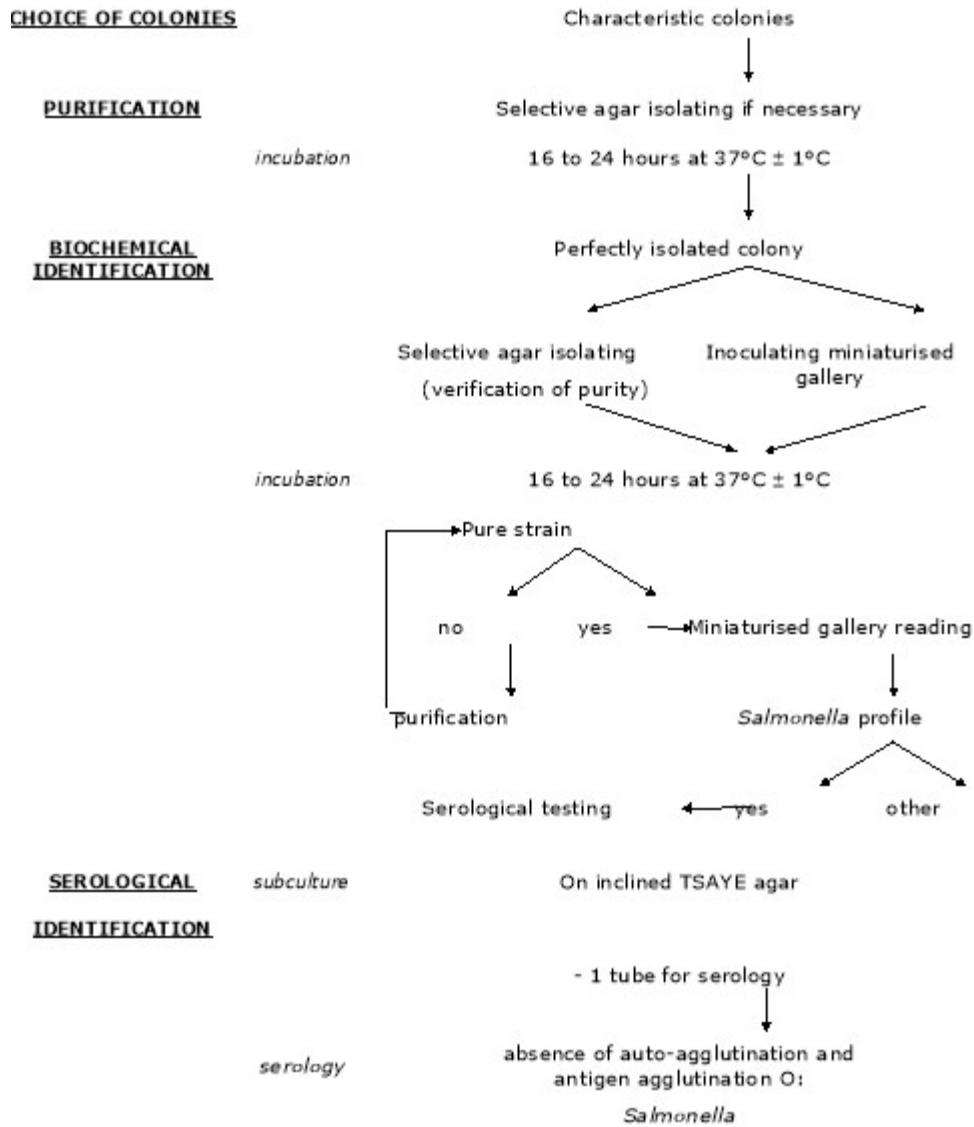 CHOICE OF COLONIES
Characteristic colonies
PURIFICATION
Selective agar isolating if necessary
incubation
16 to 24 hours at 37°C ± 1°C
BIOCHEMICAL
IDENTIFICATION
Perfectly isolated colony
Selective agar isolating
(verification of purity)
Inoculating miniaturised
gallery
incubation
16 to 24 hours at 37°C ± 1°C
Pure strain
no
yes
Miniaturised gallery reading
purification
Salmonella profile
Serological testing
yes
other
SEROLOGICAL
IDENTIFICATION
subculture
On inclined TSAYE agar
- 1 tube for serology
serology
absence of auto-agglutination and
antigen agglutination O:
Salmonella